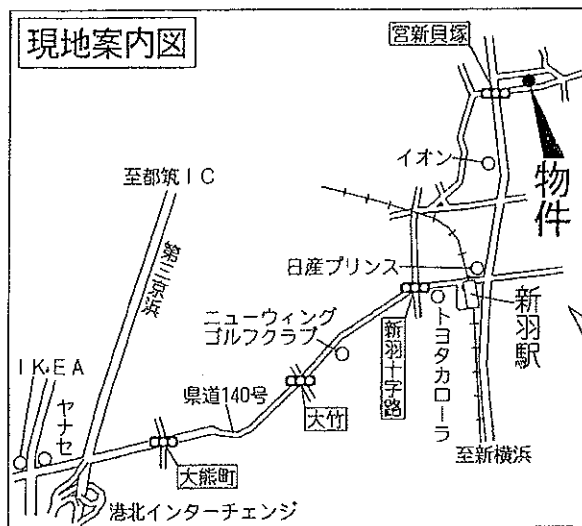 現地案内図
宮新貝塚
イオン
物件
至都筑IC
第三京浜
日産プリンス
新羽駅
ニューウィング
ゴルフクラブ
新羽十字路
トヨタカローラ
IKEA
ヤナセ
県道140号
大竹
大熊町
至新横浜
港北インターチェンジ